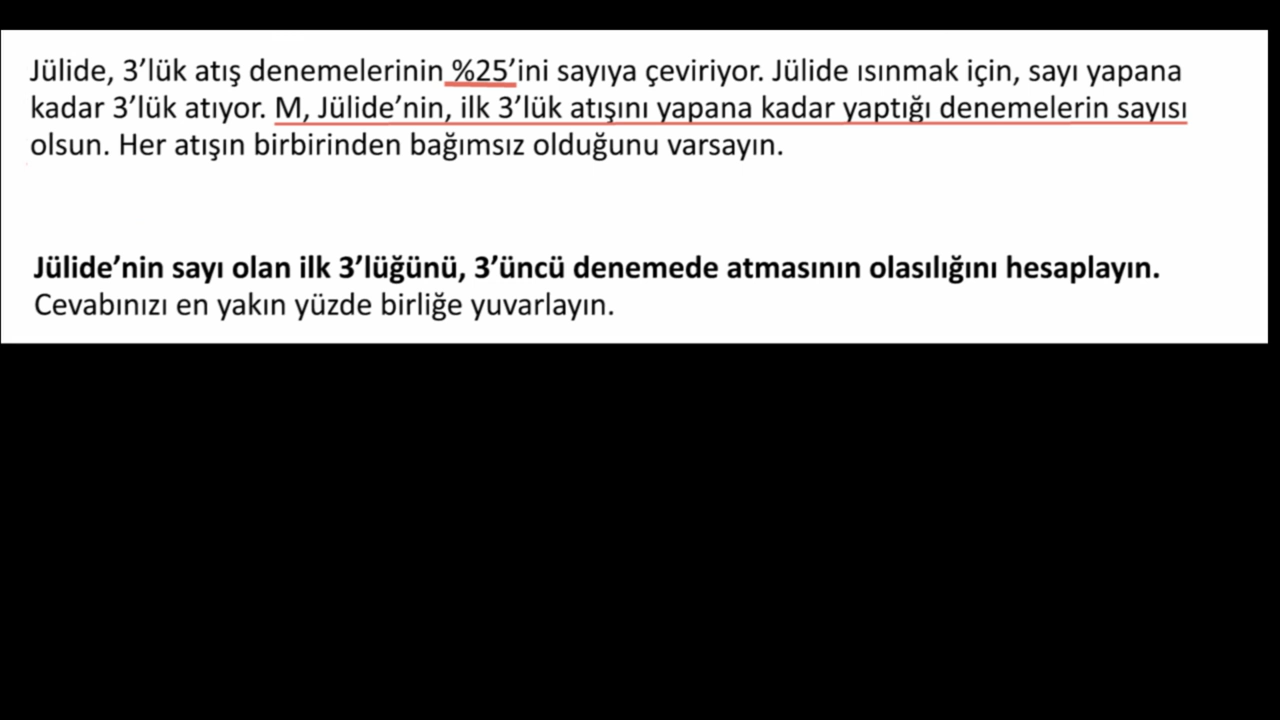 Jülide, 3’lük atış denemelerinin %25’ini sayıya çeviriyor. Jülide ısınmak için, sayı yapana
kadar 3’lük atıyor. M, Jülide’nin, ilk 3’lük atışını yapana kadar yaptığı denemelerin sayısı
olsun. Her atışın birbirinden bağımsız olduğunu varsayın.
Jülide’nin sayı olan ilk 3’lüğünü, 3’üncü denemede atmasının olasılığını hesaplayın.
Cevabınızı en yakın yüzde birliğe yuvarlayın.